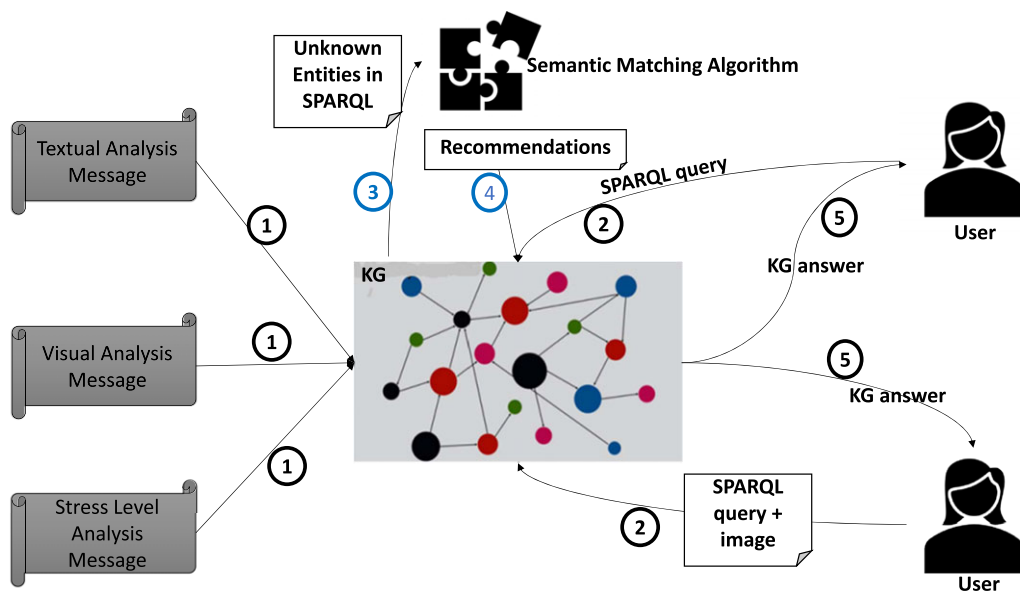 Unknown
Entities in
SPARQL
Semantic Matching Algorithm
Recommendations
Textual Analysis
Message
3
4
SPARQL query
2
1
5
User
KG answer
KG
Visual Analysis
Message
1
5
KG answer
Stress Level
Analysis
Message
1
SPARQL
query +
image
2
User